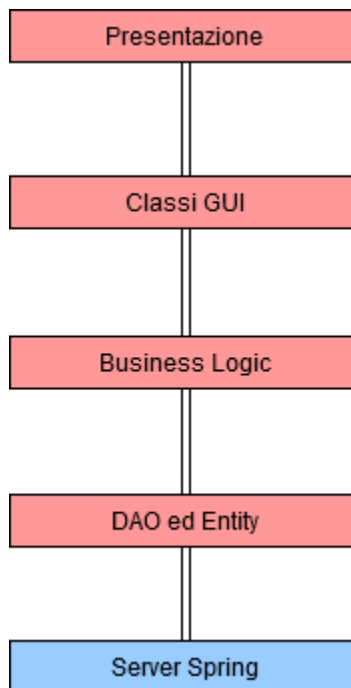 Presentazione
Classi GUI
Business Logic
DAO ed Entity
Server Spring